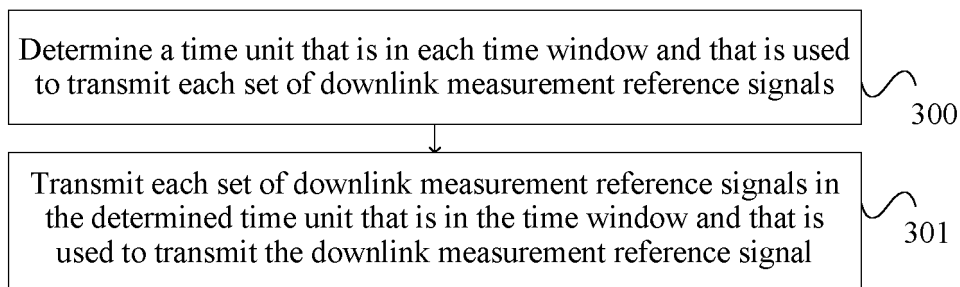 Determine a time unit that is in each time window and that is used
to transmit each set of downlink measurement reference signals
300
Transmit each set of downlink measurement reference signals in
the determined time unit that is in the time window and that is
used to transmit the downlink measurement reference signal
301